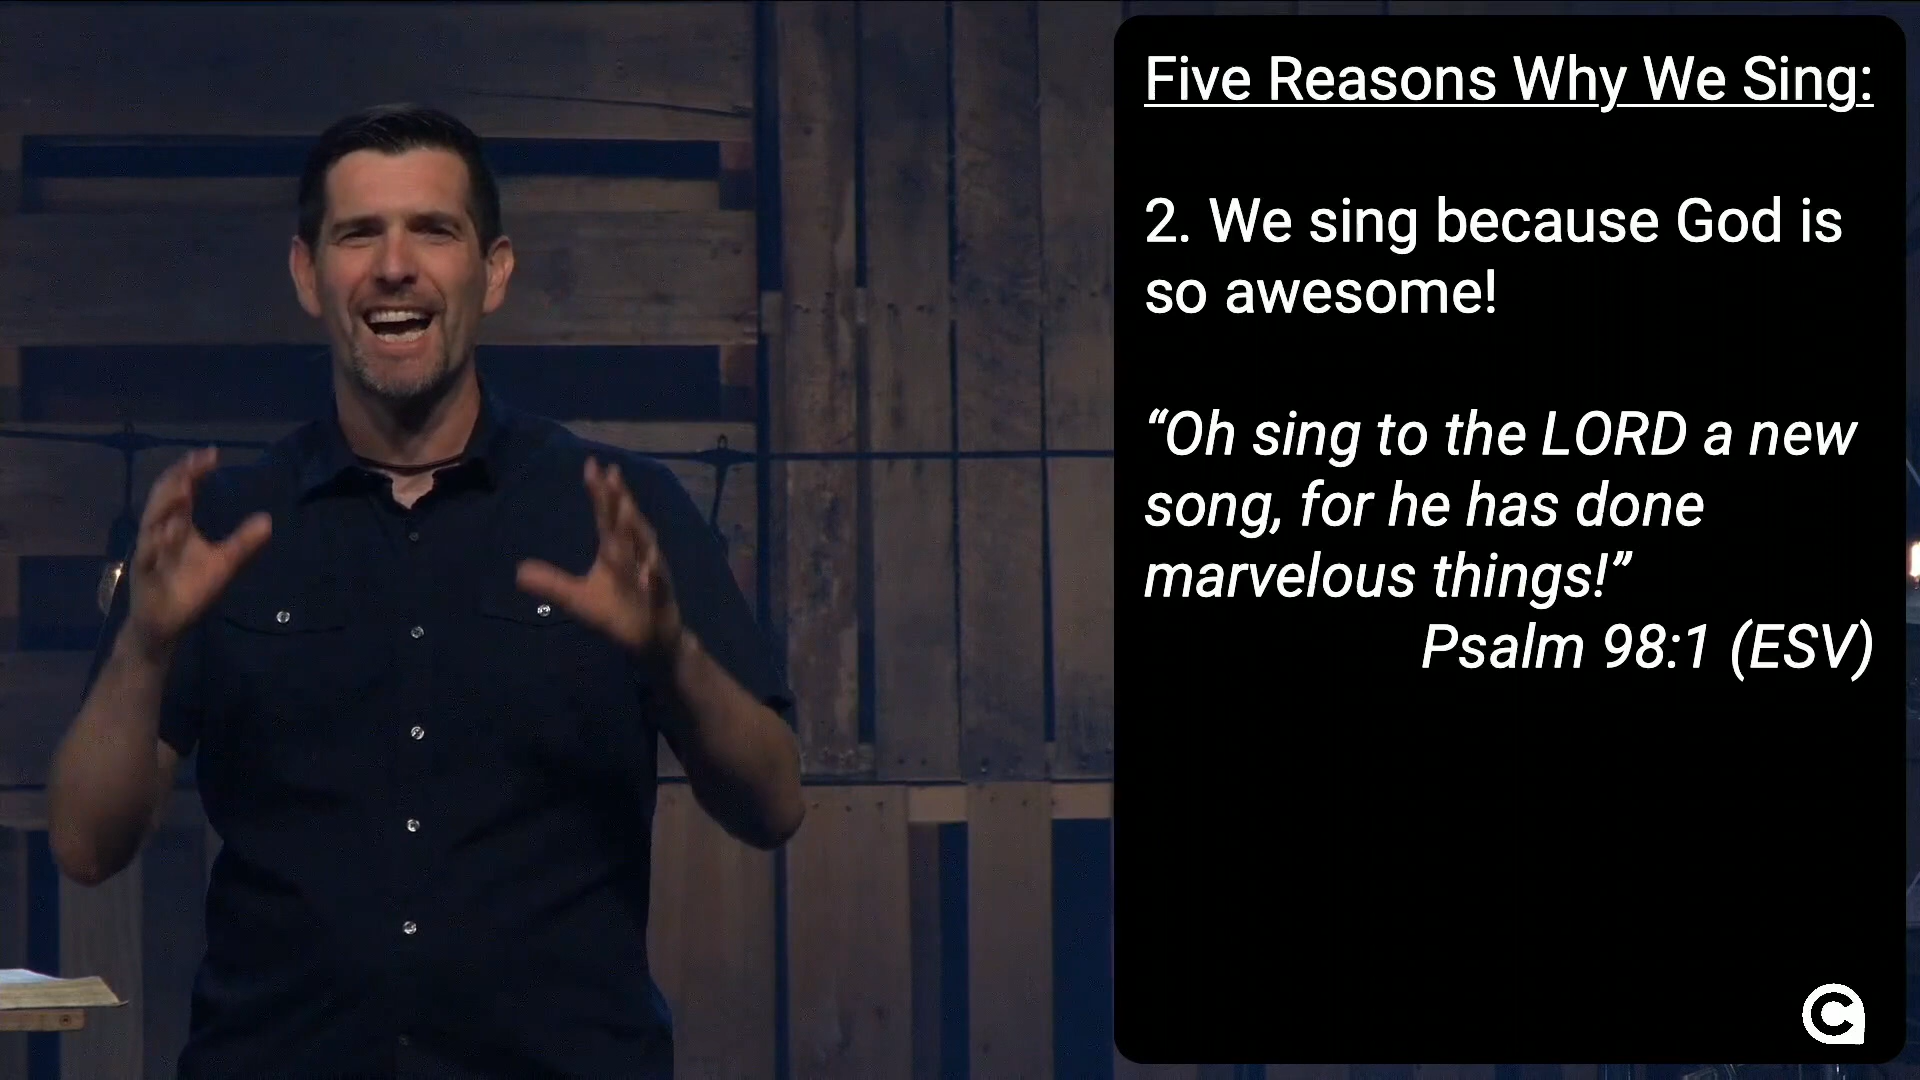 Five Reasons Why We Sing:
2. We sing because God is
so awesome!
“Oh sing to the LORD a new
song, for he has done
marvelous things!”
Psalm 98:1 (ESV)